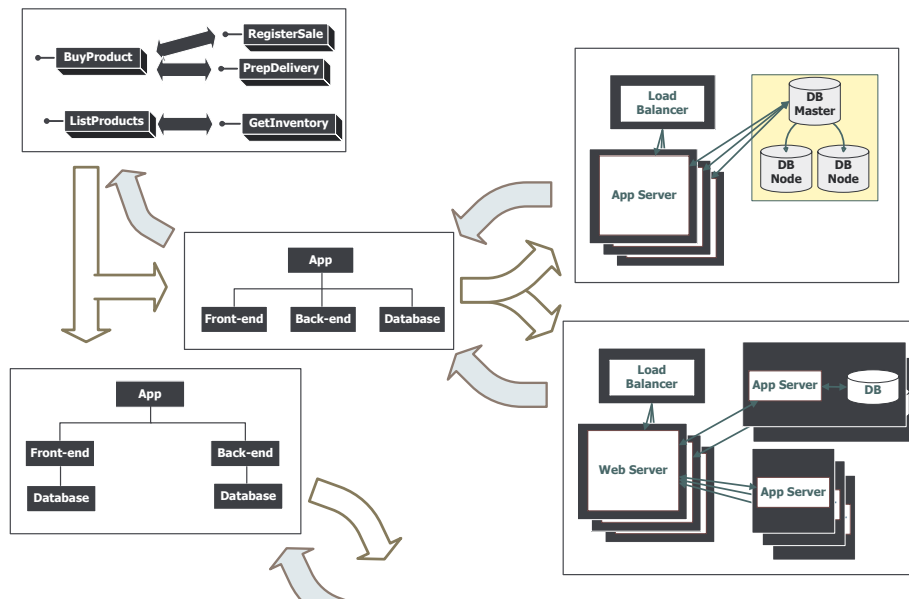 RegisterSale
BuyProduct
PrepDelivery
ListProducts
GetInventory
Load
Balancer
DB
Master
DB
Node
DB
Node
App Server
App
Front-end
Back-end
Database
Load
Balancer
App Server
DB
Web Server
App Server
App
Front-end
Back-end
Database
Database